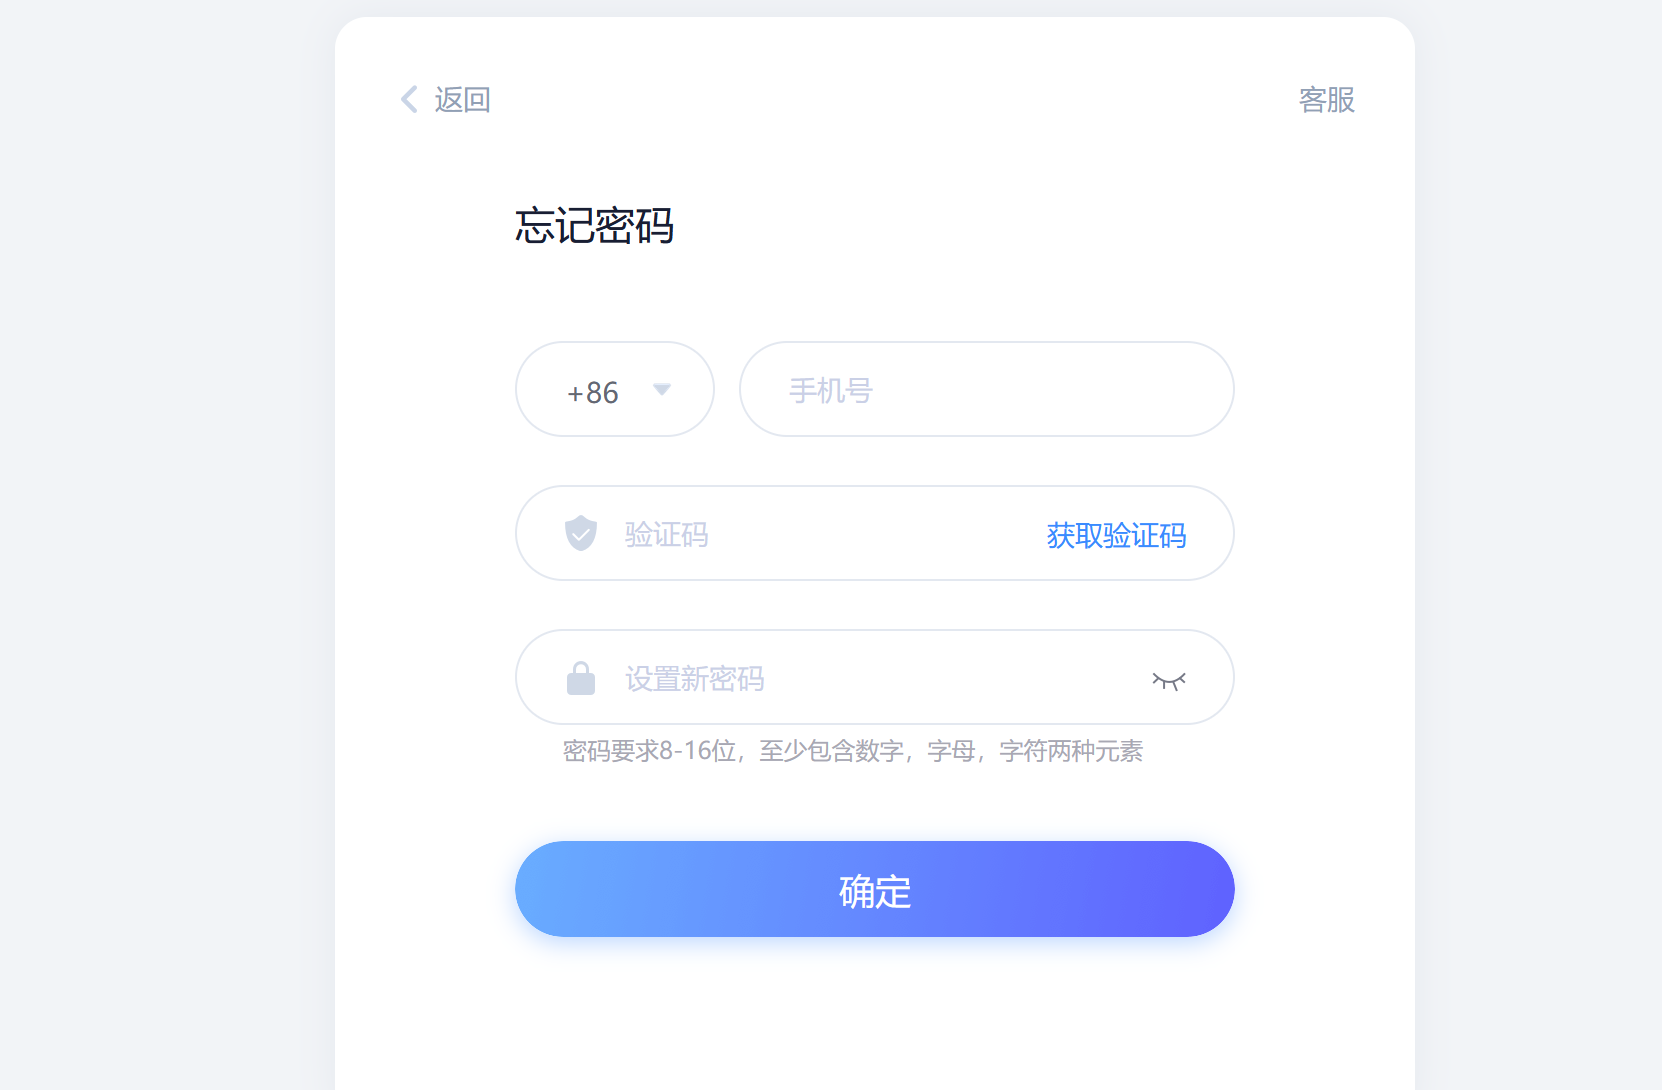 返回
客服
忘记密码
+86
手机号
验证码
获取验证码
设置新密码
密码要求8-16位，至少包含数字，字母，字符两种元素
确定